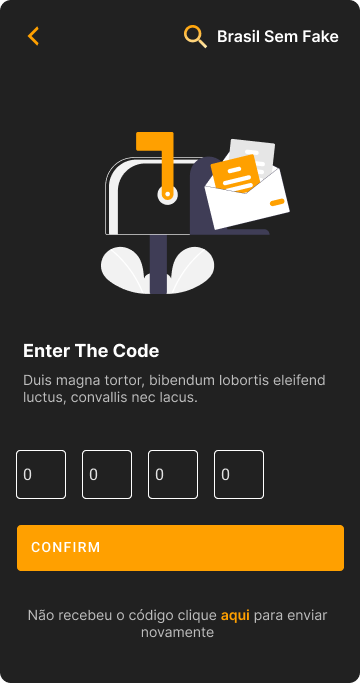 Brasil Sem Fake
Enter The Code
Duis magna tortor, bibendum lobortis eleifend
luctus, convallis nec lacus.
0 0 0 0
CONFIRM
Não recebeu o código clique aqui para enviar
novamente